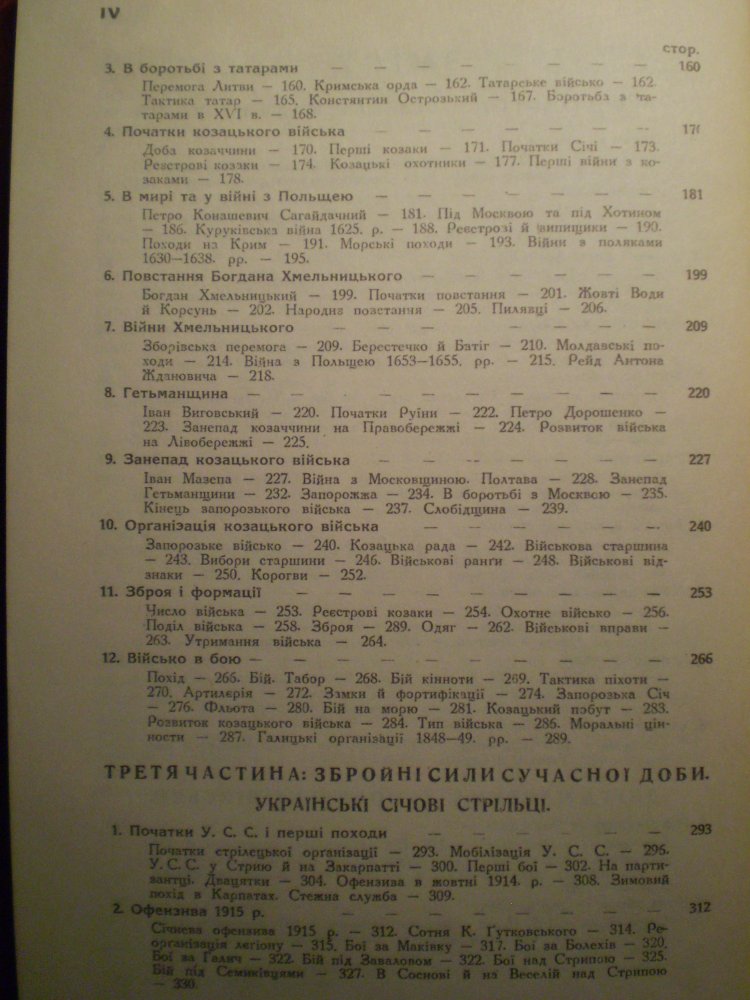 IV
стор.
3. В боротьбі з татарами — — — — — — — 160
Перемога Литви — 160. Кримська орда — 162. Татарське військо — 162.
Тактика татар — 165. Констянтин Острозький — 167. Боротьба з та-
тарами в XVI в. — 168.
4. Початки козацького війська — — — — — — 170
Доба козаччини — 170. Перші козаки — 171. Початки Січі — 173.
Реєстрові козаки — 174. Козацькі охотники — 177. Перші війни з ко-
заками — 178.
5. В мирі та у війні з Польщею — — — — — — — 181
Петро Конашевич Сагайдачний — 181. Під Москвою та під Хотином
— 186. Куруківська війна 1625. р. — 188. Реєстрові й випищики — 190.
Походи на Крим — 191. Морські походи — 193. Війни з поляками
1630—1638. рр. — 195.
6. Повстання Богдана Хмельницького — — — — — — 199
Богдан Хмельницький — 199. Початки повстання — 201. Жовті Води
й Корсунь — 202. Народнє повстання — 205. Пилявці — 206.
7. Війни Хмельницького — — — — — — — — 209
Зборівська перемога — 209. Берестечко й Батіг — 210. Молдавські по-
ходи — 214. Війна з Польщею 1653—1655. рр. — 215. Рейд Антона
Ждановича — 218.
8. Гетьманщина — — — — — — — — — — 220
Іван Виговський — 220. Початки Руїни — 222. Петро Дорошенко —
223. Занепад козаччини на Правобережжі — 224. Розвиток війська
на Лівобережжі — 225.
9. Занепад козацького війська — — — — — — — 227
Іван Мазепа — 227. Війна з Московщиною. Полтава — 228. Занепад
Гетьманщини — 232. Запорожжа — 234. В боротьбі з Москвою — 235.
Кінець запорозького війська — 237. Слобідщина — 239.
10. Організація козацького війська — — — — — — 240
Запорозьке військо — 240. Козацька рада — 242. Військова старшина
— 243. Вибори старшини — 246. Військові ранги — 248. Військові від-
знаки — 250. Корогви — 252.
11. Зброя і формації — — — — — — — — — 253
Число війська — 253. Реєстрові козаки — 254. Охотне військо — 256.
Поділ війська — 258. Зброя — 289. Одяг — 262. Військові вправи —
263. Утримання війська — 264.
12. Військо в бою — — — — — — — — — — 266
Похід — 266. Бій. Табор — 268. Бій кінноти — 269. Тактика піхоти —
270. Артилерія — 272. Замки й фортифікації — 274. Запорозька Січ
— 276. Фльота — 280. Бій на морю — 281. Козацький побут — 283.
Розвиток козацького війська — 284. Тип війська — 286. Моральні цін-
ности — 287. Галицькі організації 1848—49. рр. — 289.
ТРЕТЯ ЧАСТИНА: ЗБРОЙНІ СИЛИ СУЧАСНОЇ ДОБИ.
УКРАЇНСЬКІ СІЧОВІ СТРІЛЬЦІ.
1. Початки У. С. С. і перші походи — — — — — — 293
Початки стрілецької організації — 293. Мобілізація У. С. С. — 296.
У. С. С. у Стрию й на Закарпатті — 300. Перші бої — 302. На парти-
зантці. Двацятки — 304. Офензива в жовтні 1914. р. — 308. Зимовий
похід в Карпатах. Стежна служба — 309.
2. Офензива 1915 р. — — — — — — — — — 312
Січнева офензива 1915 р. — 312. Сотня К. Ґутковського — 314. Ре-
організація леґіону — 315. Бої за Маківку — 317. Бої за Болехів — 320.
Бої за Галич — 322. Бій під Заваловом — 322. Бої над Стрипою — 325.
Бій під Семиківцями — 327. В Соснові й на Веселій над Стрипою
— 330.